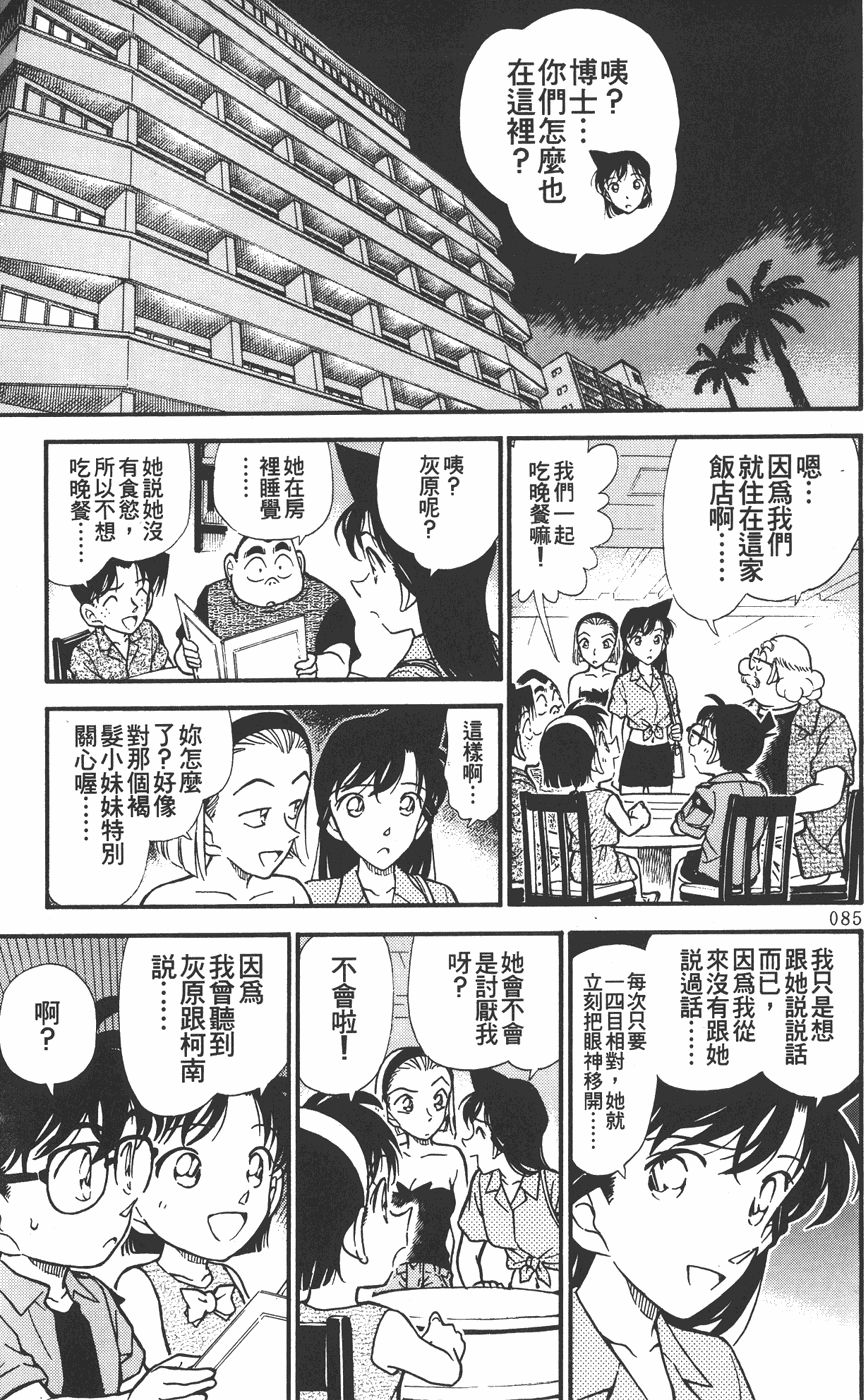 咦？
博士…
你們怎麼也
在這裡？
嗯…
因為我們
就住在這家
飯店啊……
我們一起
吃晚餐嘛！
咦？
灰原呢？
她在房
裡睡覺
……
她說她沒
有食慾，
所以不想
吃晚餐……
這樣啊…
妳怎麼
了？好像
對那個褐
髮小妹妹特別
關心喔……
085
我只是想
跟她說說話
而已，
因為我從
來沒有跟她
說過話……
每次只要
一四目相對，她就
立刻把眼神移開……
她會不會
是討厭我
呀？
不會啦！
因為
我曾聽到
灰原跟柯南
說……
啊？